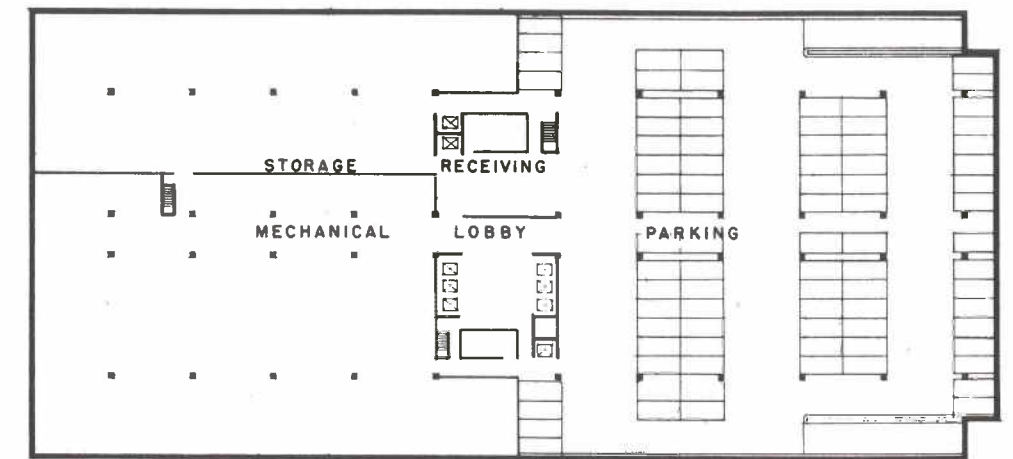 STORAGE
RECEIVING
MECHANICAL
LOBBY
PARKING